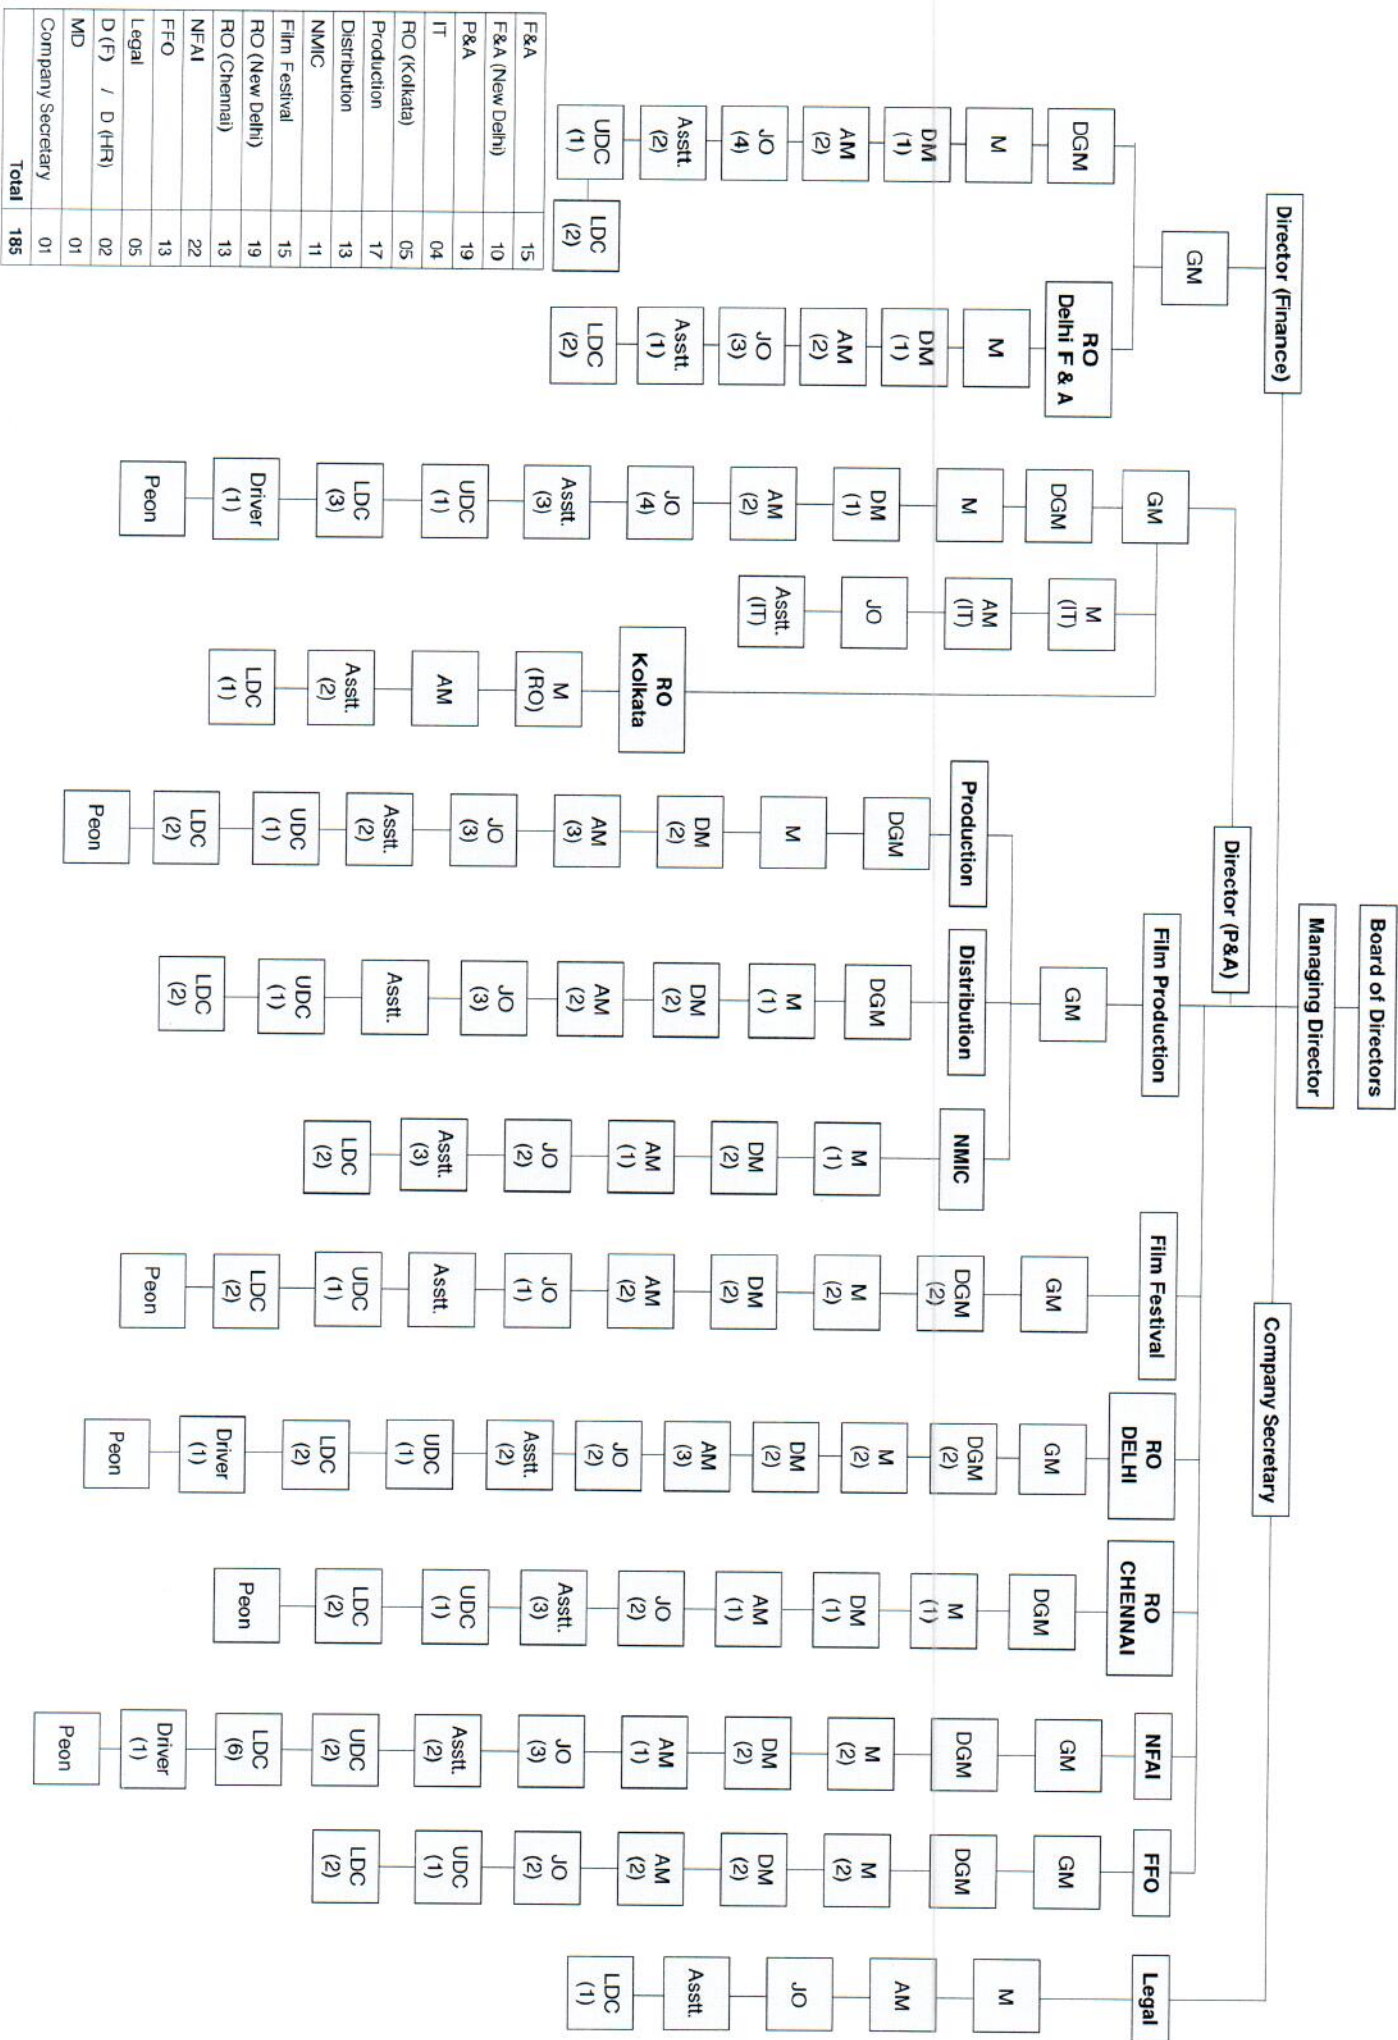 Board of Directors
Managing Director
Director (Finance)
Company Secretary
Director (P&A)
GM
DGM
M
DM
(1)
AM
(2)
JO
(4)
Asstt.
(2)
UDC
(1)
LDC
(2)
RO
Delhi F & A
M
DM
(1)
AM
(2)
JO
(3)
Asstt.
(1)
LDC
(2)
GM
DGM
M
DM
(1)
AM
(2)
JO
(4)
Asstt.
(3)
UDC
(1)
LDC
(3)
Driver
(1)
Peon
M
(IT)
AM
(IT)
JO
Asstt.
(IT)
RO
Kolkata
M
(RO)
AM
Asstt.
(2)
LDC
(1)
Film Production
GM
Production
DGM
M
DM
(2)
AM
(3)
JO
(3)
Asstt.
(2)
UDC
(1)
LDC
(2)
Peon
Distribution
DGM
M
(1)
DM
(2)
AM
(2)
JO
(3)
Asstt.
UDC
(1)
LDC
(2)
NMIC
M
(1)
DM
(2)
AM
(1)
JO
(2)
Asstt.
(3)
LDC
(2)
Film Festival
GM
DGM
(2)
M
(2)
DM
(2)
AM
(2)
JO
(1)
Asstt.
UDC
(1)
LDC
(2)
Peon
RO
DELHI
GM
DGM
(2)
M
(2)
DM
(2)
AM
(3)
JO
(2)
Asstt.
(2)
UDC
(1)
LDC
(2)
Driver
(1)
Peon
RO
CHENNAI
DGM
M
(1)
DM
(1)
AM
(1)
JO
(2)
Asstt.
(3)
UDC
(1)
LDC
(2)
Peon
NFAI
GM
DGM
M
(2)
DM
(2)
AM
(1)
JO
(3)
Asstt.
(2)
UDC
(2)
LDC
(6)
Driver
(1)
Peon
FFO
GM
DGM
M
(2)
DM
(2)
AM
(2)
JO
(2)
UDC
(1)
LDC
(2)
Legal
M
AM
JO
Asstt.
LDC
(1)
F&A 15
F&A (New Delhi) 10
P&A 19
IT 04
RO (Kolkata) 05
Production 17
Distribution 13
NMIC 11
Film Festival 15
RO (New Delhi) 19
RO (Chennai) 13
NFAI 22
FFO 13
Legal 05
D (F) / D (HR) 02
MD 01
Company Secretary 01
Total 185